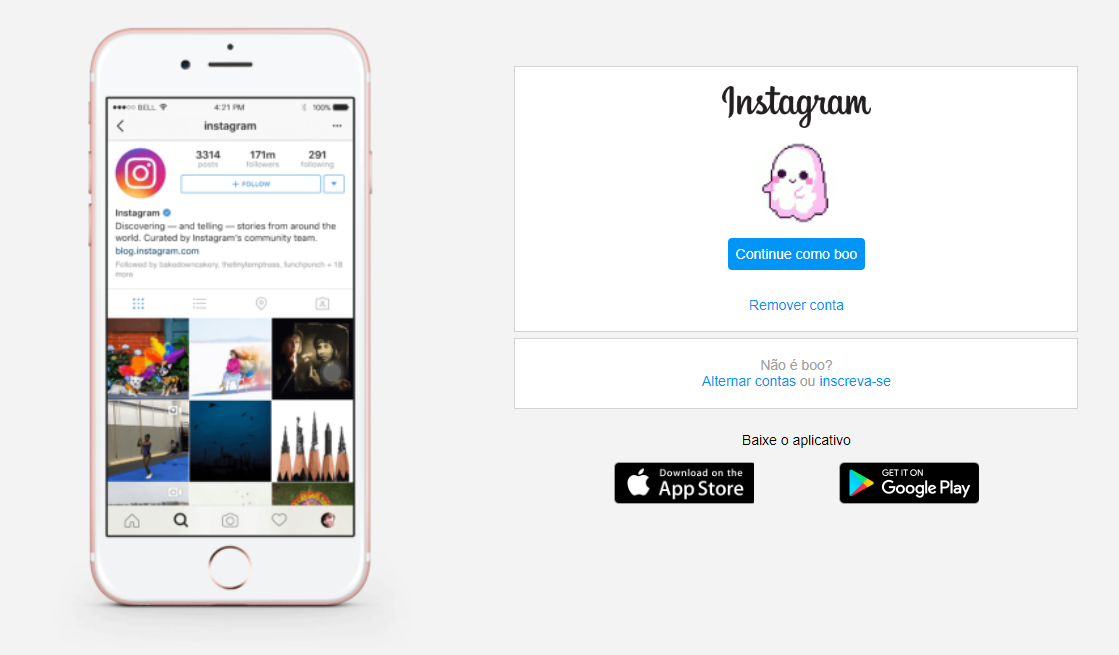 BELL 4:21 PM 100%
instagram
3314 171m 291
posts followers following
+ FOLLOW
Instagram
Discovering — and telling — stories from around the
world. Curated by Instagram's community team.
blog.instagram.com
Followed by bakedowncakery, thetinytemptress, funchpunch + 18
more
Instagram
Continue como boo
Remover conta
Não é boo?
Alternar contas ou inscreva-se
Baixe o aplicativo
Download on the
App Store
GET IT ON
Google Play